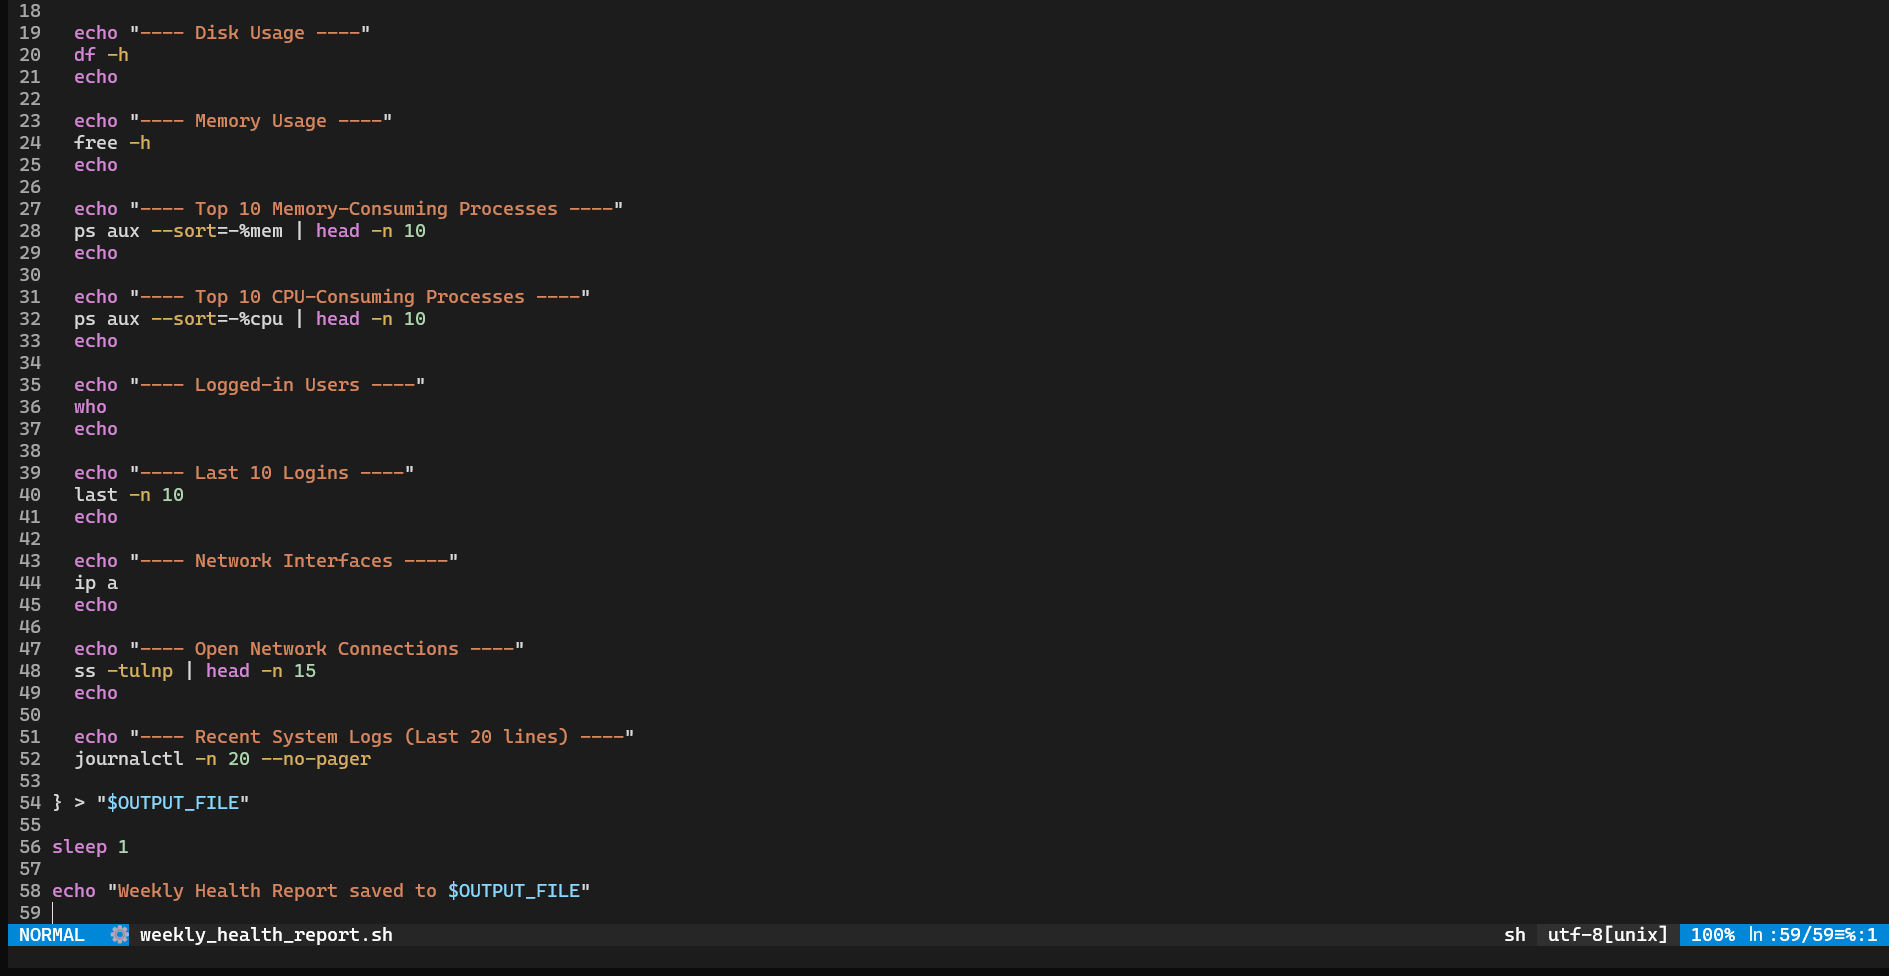 18
19   echo "---- Disk Usage ----"
20   df -h
21   echo
22
23   echo "---- Memory Usage ----"
24   free -h
25   echo
26
27   echo "---- Top 10 Memory-Consuming Processes ----"
28   ps aux --sort=-%mem | head -n 10
29   echo
30
31   echo "---- Top 10 CPU-Consuming Processes ----"
32   ps aux --sort=-%cpu | head -n 10
33   echo
34
35   echo "---- Logged-in Users ----"
36   who
37   echo
38
39   echo "---- Last 10 Logins ----"
40   last -n 10
41   echo
42
43   echo "---- Network Interfaces ----"
44   ip a
45   echo
46
47   echo "---- Open Network Connections ----"
48   ss -tulnp | head -n 15
49   echo
50
51   echo "---- Recent System Logs (Last 20 lines) ----"
52   journalctl -n 20 --no-pager
53
54 } > "$OUTPUT_FILE"
55
56 sleep 1
57
58 echo "Weekly Health Report saved to $OUTPUT_FILE"
59
NORMAL weekly_health_report.sh sh utf-8[unix] 100% ln :59/59≡%:1